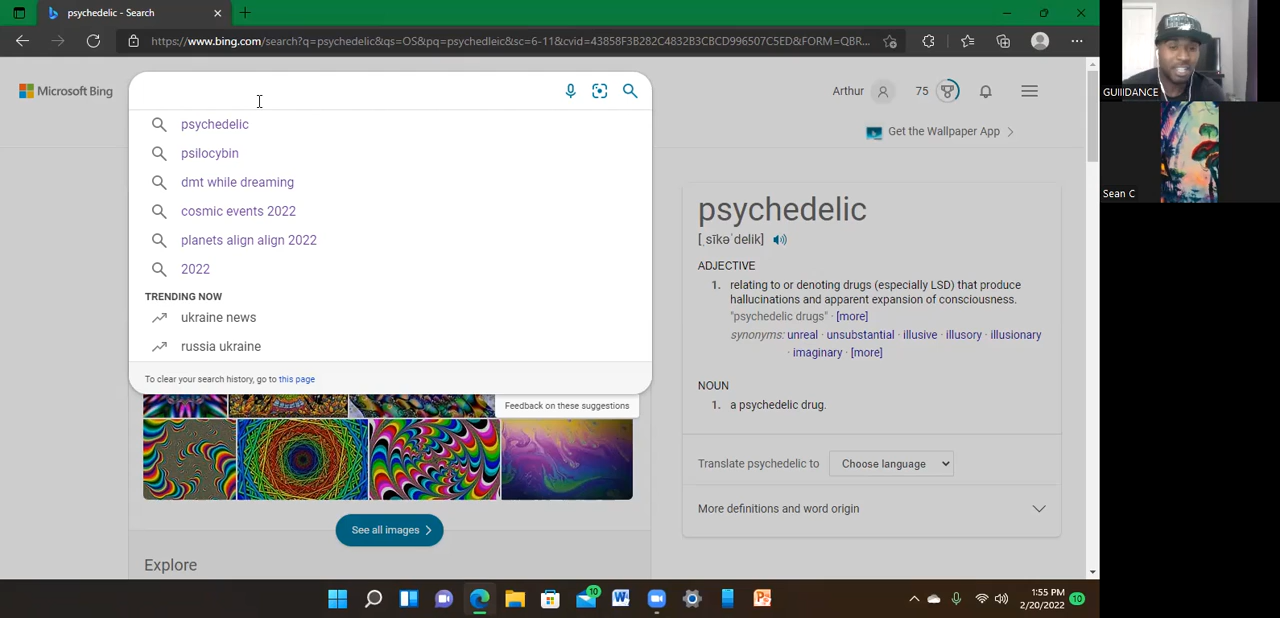 psychedelic - Search
https://www.bing.com/search?q=psychedelic&qs=OS&pq=psychedleic&sc=6-11&cvid=43858F3B282C4832B3CBCD996507C5ED&FORM=QBR...
Microsoft Bing
Arthur
75
Get the Wallpaper App
psychedelic
psilocybin
dmt while dreaming
cosmic events 2022
planets align align 2022
2022
TRENDING NOW
ukraine news
russia ukraine
To clear your search history, go to this page
Feedback on these suggestions
See all images
Explore
psychedelic
[ˌsīkəˈdelik]
ADJECTIVE
1. relating to or denoting drugs (especially LSD) that produce
hallucinations and apparent expansion of consciousness.
"psychedelic drugs" · [more]
synonyms: unreal · unsubstantial · illusive · illusory · illusionary
· imaginary · [more]
NOUN
1. a psychedelic drug.
Translate psychedelic to
Choose language
More definitions and word origin
GUIIIDANCE
Sean C
10
1:55 PM
2/20/2022
10